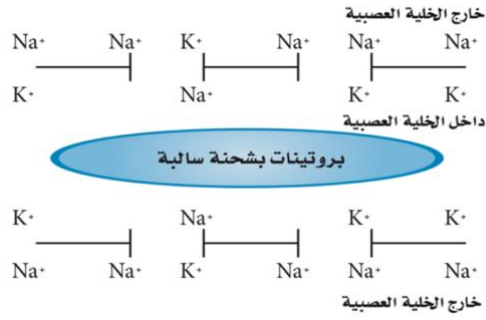 خارج الخلية العصبية
Na⁺ Na⁺ K⁺ Na⁺ Na⁺ Na⁺
K⁺ Na⁺ K⁺ K⁺
داخل الخلية العصبية
بروتينات بشحنة سالبة
K⁺ Na⁺ K⁺ K⁺
Na⁺ Na⁺ K⁺ Na⁺ Na⁺ Na⁺
خارج الخلية العصبية